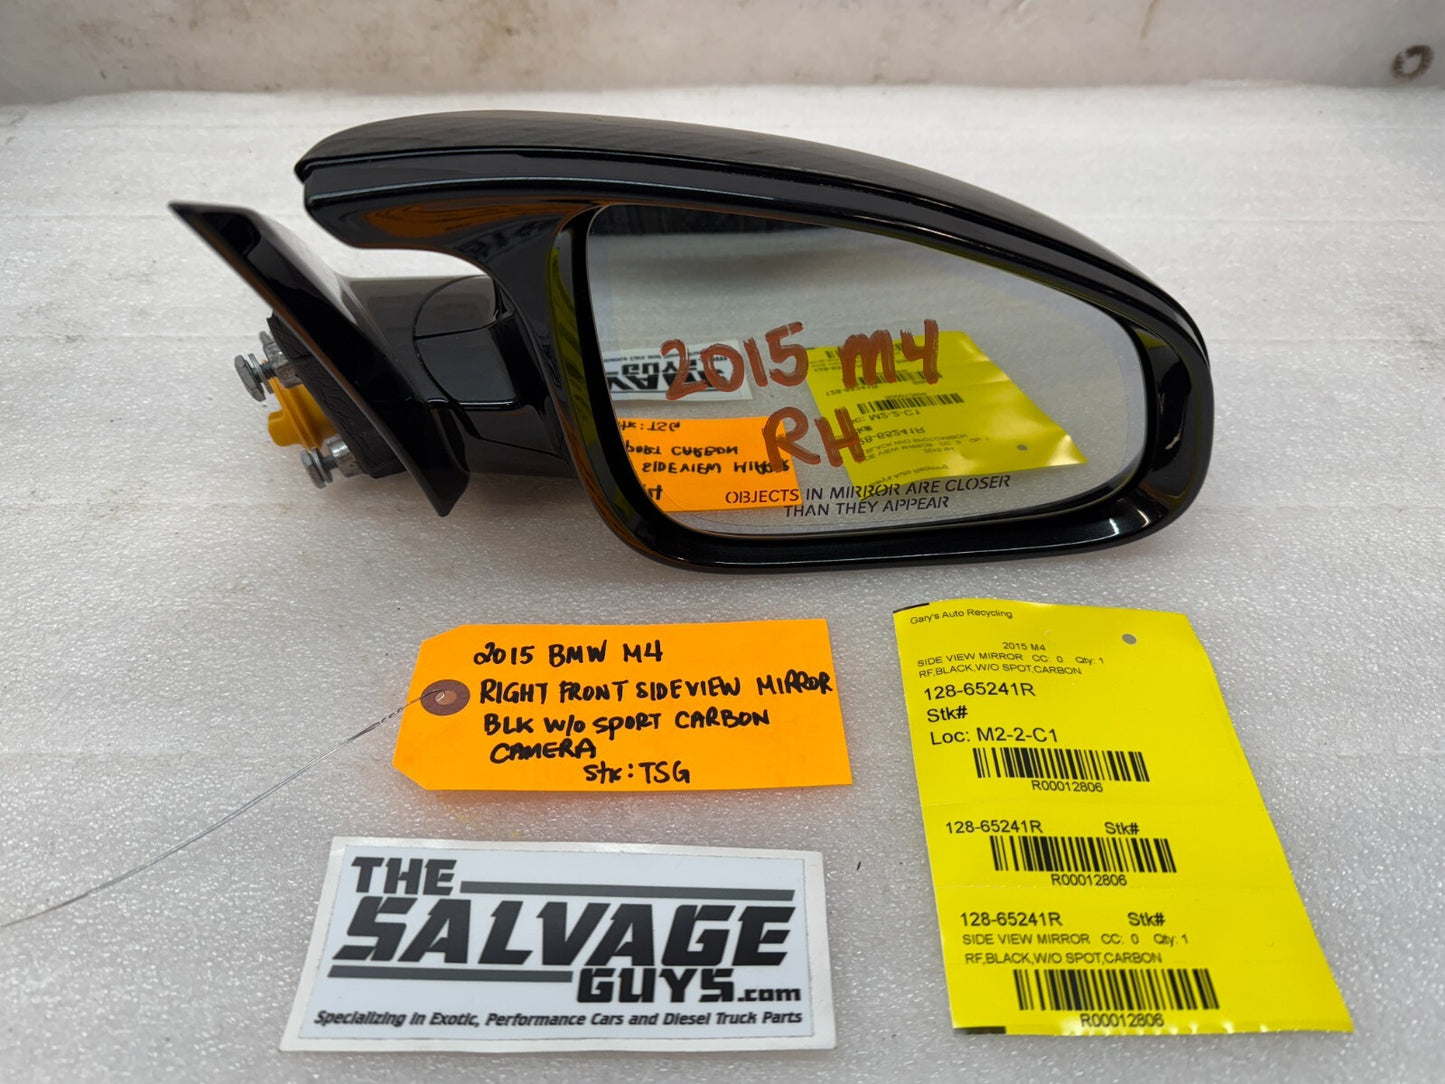 2015 M4
RH
OBJECTS IN MIRROR ARE CLOSER
THAN THEY APPEAR
2015 BMW M4
RIGHT FRONT SIDEVIEW MIRROR
BLK W/O SPORT CARBON
CAMERA
Stk: TSG
THE
SALVAGE
GUYS.com
Specializing in Exotic, Performance Cars and Diesel Truck Parts
Gary's Auto Recycling
2015 M4
SIDE VIEW MIRROR CC: 0 Qty: 1
RF,BLACK,W/O SPOT,CARBON
128-65241R
Stk#
Loc: M2-2-C1
R00012806
128-65241R Stk#
R00012806
128-65241R Stk#
SIDE VIEW MIRROR CC: 0 Qty: 1
RF,BLACK,W/O SPOT,CARBON
R00012806